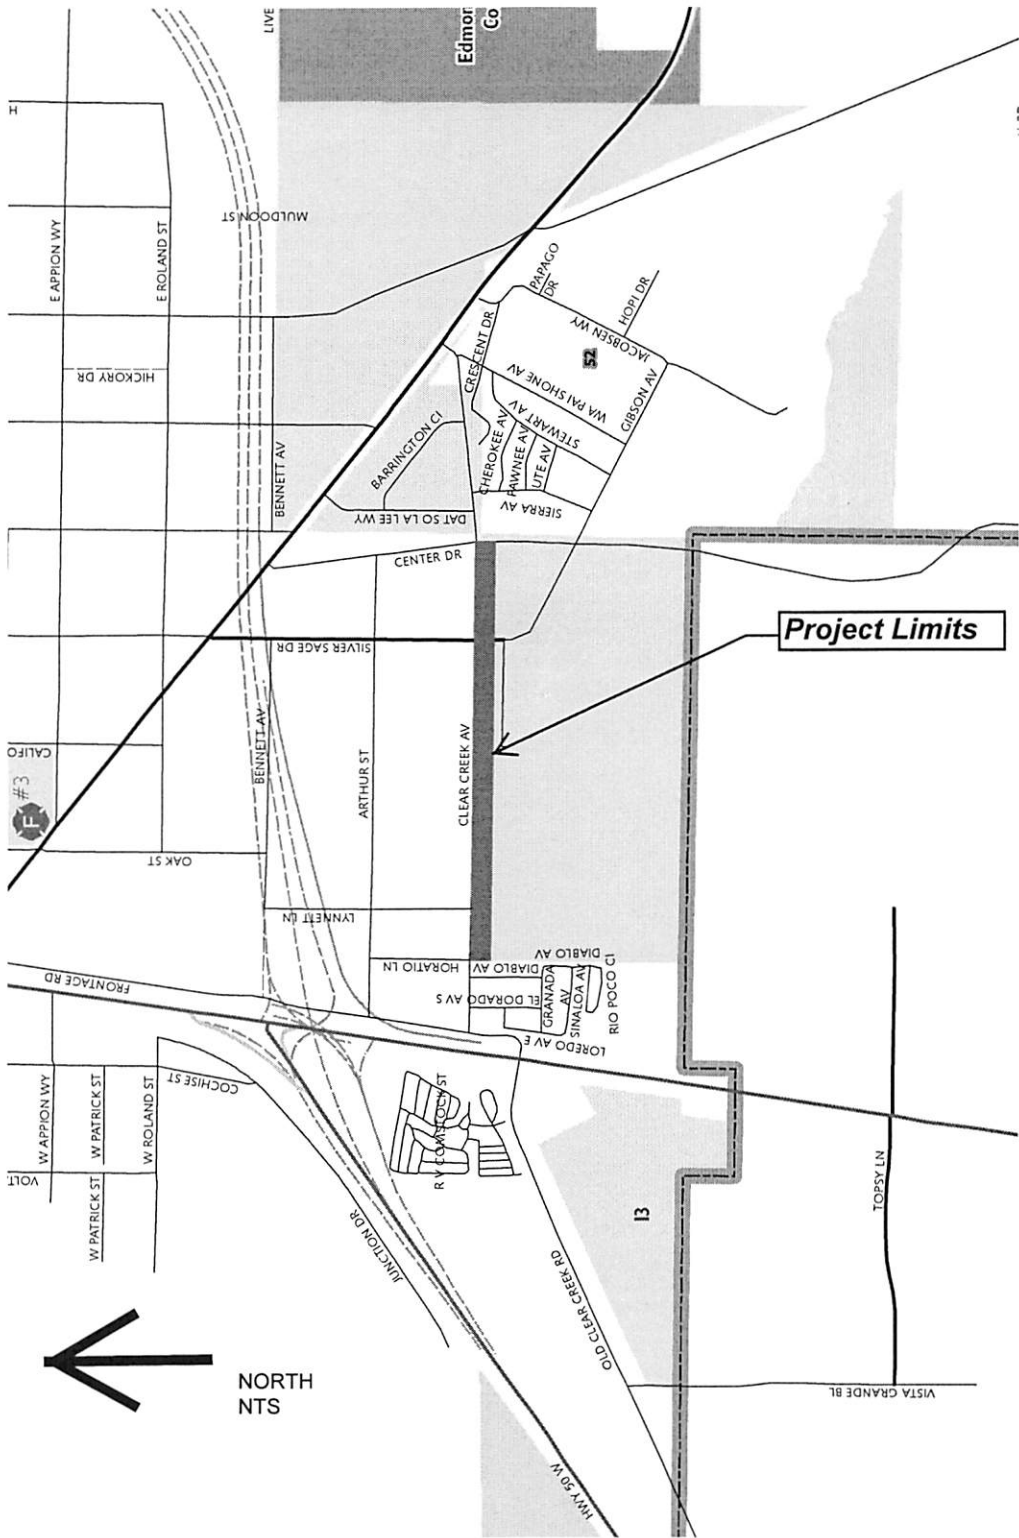 LIVE
Edmon
Co
H
E APPION WY
E ROLAND ST
MULDOON ST
HICKORY DR
BENNETT AV
BARRINGTON CI
DAT SO LA LEE WY
CRESCENT DR
PAPAGO
DR
HOPI DR
JACOBSEN WY
52
WA PAI SHONE AV
STEWART AV
GIBSON AV
CHEROKEE AV
PAWNEE AV
UTE AV
SIERRA AV
CENTER DR
SILVER SAGE DR
Project Limits
CALIFO
#3
F
BENNETT AV
ARTHUR ST
CLEAR CREEK AV
OAK ST
LYNNETT LN
HORATIO LN
DIABLO AV
DIABLO AV
EL DORADO AV S
GRANADA
AV
SINALOA AV
RIO POCO CI
LOREDO AV E
FRONTAGE RD
COCHISE ST
W APPION WY
W PATRICK ST
W ROLAND ST
VOLT
W PATRICK ST
R V COMSTOCK ST
JUNCTION DR
OLD CLEAR CREEK RD
13
TOPSY LN
VISTA GRANDE BL
HWY 50 W
NORTH
NTS